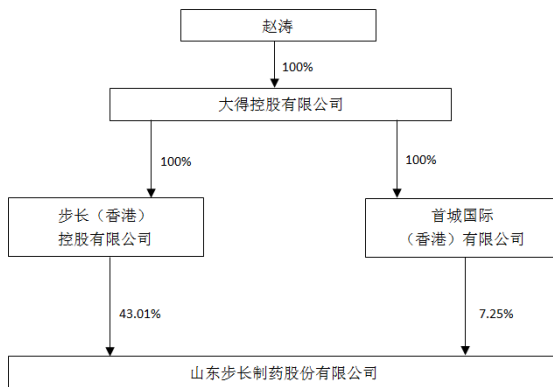 赵涛
100%
大得控股有限公司
100%
100%
步长（香港）
控股有限公司
首城国际
（香港）有限公司
43.01%
7.25%
山东步长制药股份有限公司